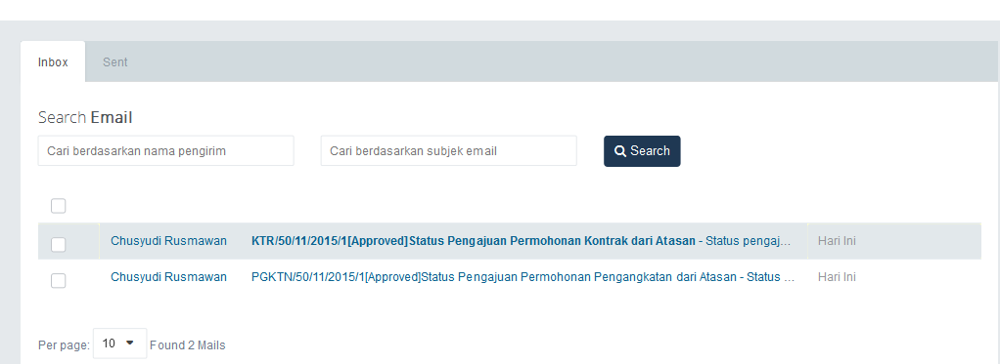 Inbox Sent
Search Email
Cari berdasarkan nama pengirim Cari berdasarkan subjek email Search
Chusyudi Rusmawan KTR/50/11/2015/1[Approved]Status Pengajuan Permohonan Kontrak dari Atasan - Status pengaj... Hari Ini
Chusyudi Rusmawan PGKTN/50/11/2015/1[Approved]Status Pengajuan Permohonan Pengangkatan dari Atasan - Status ... Hari Ini
Per page: 10 Found 2 Mails